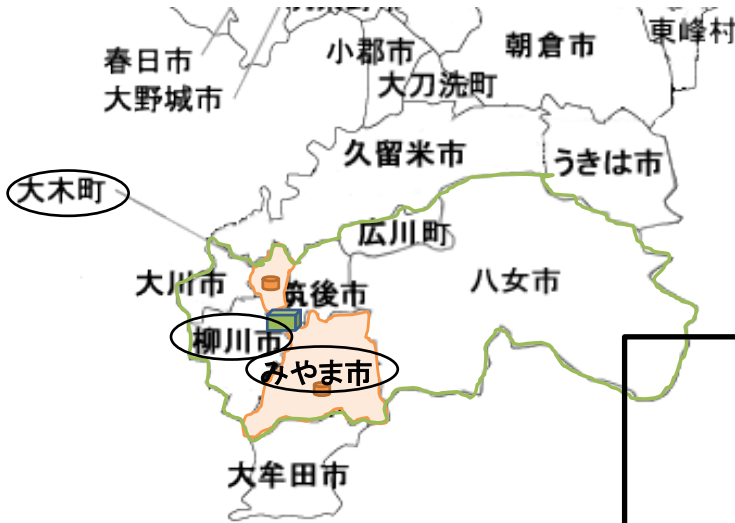 春日市
大野城市
小郡市
大刀洗町
朝倉市
東峰村
久留米市
うきは市
大木町
広川町
大川市
筑後市
八女市
柳川市
みやま市
大牟田市